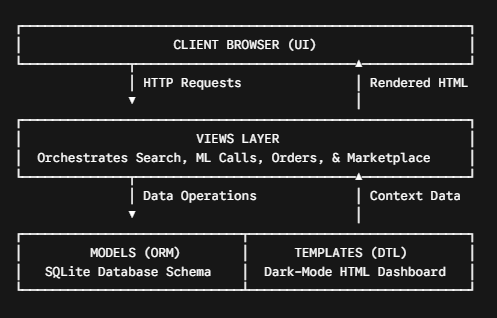 CLIENT BROWSER (UI)
HTTP Requests
Rendered HTML
VIEWS LAYER
Orchestrates Search, ML Calls, Orders, & Marketplace
Data Operations
Context Data
MODELS (ORM)
SQLite Database Schema
TEMPLATES (DTL)
Dark-Mode HTML Dashboard